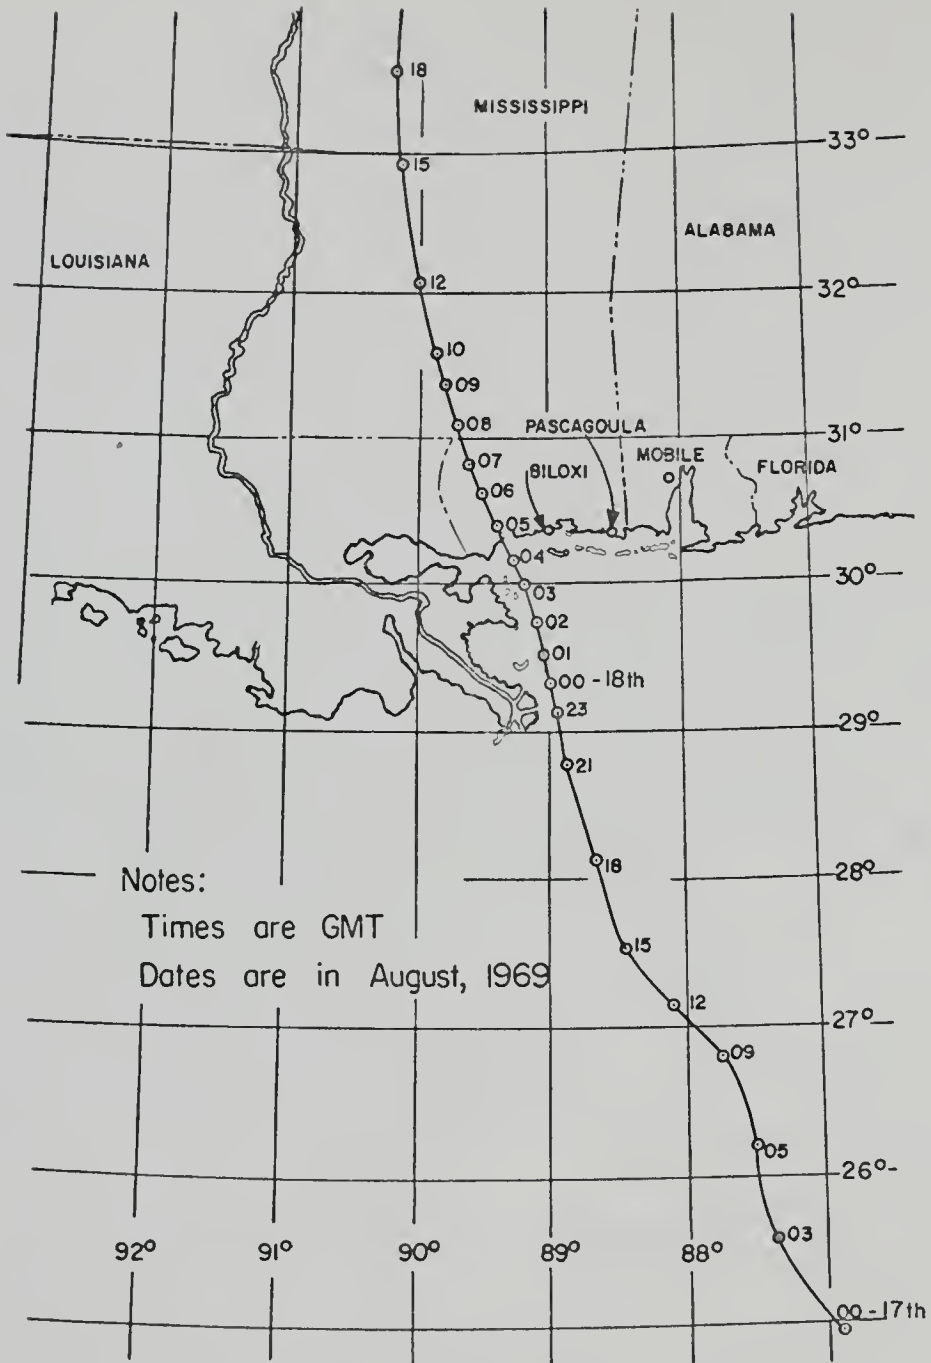 18
MISSISSIPPI
33°
15
ALABAMA
LOUISIANA
12
32°
10
09
08
PASCAGOULA
31°
MOBILE
07
BILOXI
FLORIDA
06
05
04
30°
03
02
01
00-18th
23
29°
21
18
28°
Notes:
Times are GMT
Dates are in August, 1969
15
12
27°
09
05
26°
03
92°
91°
90°
89°
88°
00-17th